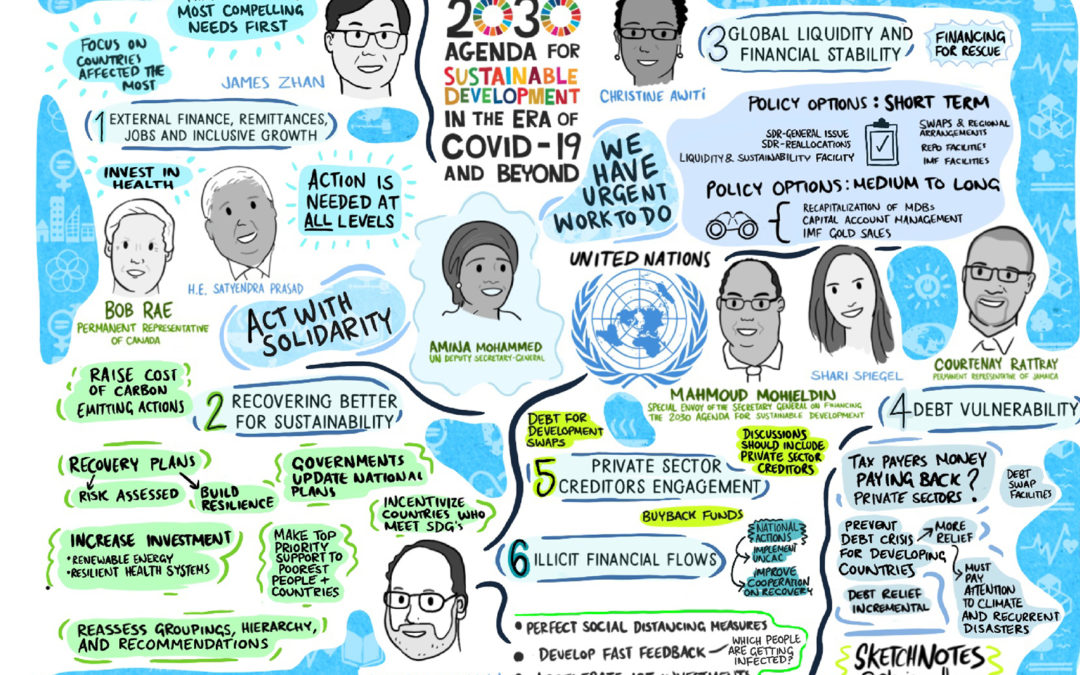 MOST COMPELLING
NEEDS FIRST
FOCUS ON
COUNTRIES
AFFECTED THE
MOST
JAMES ZHAN
1 EXTERNAL FINANCE, REMITTANCES,
JOBS AND INCLUSIVE GROWTH
INVEST IN
HEALTH
ACTION IS
NEEDED AT
ALL LEVELS
BOB RAE
PERMANENT REPRESENTATIVE
OF CANADA
H.E. SATYENDRA PRASAD
ACT WITH
SOLIDARITY
2030
AGENDA FOR
SUSTAINABLE
DEVELOPMENT
IN THE ERA OF
COVID-19
AND BEYOND
WE
HAVE
URGENT
WORK TO DO
AMINA MOHAMMED
UN DEPUTY SECRETARY-GENERAL
CHRISTINE AWITI
3 GLOBAL LIQUIDITY AND
FINANCIAL STABILITY
FINANCING
FOR RESCUE
POLICY OPTIONS: SHORT TERM
SDR-GENERAL ISSUE
SDR-REALLOCATIONS
LIQUIDITY & SUSTAINABILITY FACILITY
SWAPS & REGIONAL
ARRANGEMENTS
REPO FACILITIES
IMF FACILITIES
POLICY OPTIONS: MEDIUM TO LONG
RECAPITALIZATION OF MDBs
CAPITAL ACCOUNT MANAGEMENT
IMF GOLD SALES
UNITED NATIONS
MAHMOUD MOHIELDIN
SPECIAL ENVOY OF THE SECRETARY GENERAL ON FINANCING
THE 2030 AGENDA FOR SUSTAINABLE DEVELOPMENT
SHARI SPIEGEL
COURTENAY RATTRAY
PERMANENT REPRESENTATIVE OF JAMAICA
RAISE COST
OF CARBON
EMITTING ACTIONS
2 RECOVERING BETTER
FOR SUSTAINABILITY
RECOVERY PLANS
RISK ASSESSED
BUILD
RESILIENCE
GOVERNMENTS
UPDATE NATIONAL
PLANS
INCENTIVIZE
COUNTRIES WHO
MEET SDG'S
INCREASE INVESTMENT
*RENEWABLE ENERGY
*RESILIENT HEALTH SYSTEMS
MAKE TOP
PRIORITY
SUPPORT TO
POOREST
PEOPLE +
COUNTRIES
REASSESS GROUPINGS, HIERARCHY,
AND RECOMMENDATIONS
DEBT FOR
DEVELOPMENT
SWAPS
DISCUSSIONS
SHOULD INCLUDE
PRIVATE SECTOR
CREDITORS
5 PRIVATE SECTOR
CREDITORS ENGAGEMENT
BUYBACK FUNDS
6 ILLICIT FINANCIAL FLOWS
NATIONAL
ACTIONS
IMPLEMENT
UNCAC
IMPROVE
COOPERATION
ON RECOVERY
• PERFECT SOCIAL DISTANCING MEASURES
• DEVELOP FAST FEEDBACK
WHICH PEOPLE
ARE GETTING
INFECTED?
4 DEBT VULNERABILITY
TAX PAYERS MONEY
PAYING BACK?
PRIVATE SECTORS
DEBT
SWAP
FACILITIES
PREVENT
DEBT CRISIS
FOR DEVELOPING
COUNTRIES
MORE
RELIEF
MUST
PAY
ATTENTION
TO CLIMATE
AND RECURRENT
DISASTERS
DEBT RELIEF
INCREMENTAL
SKETCHNOTES